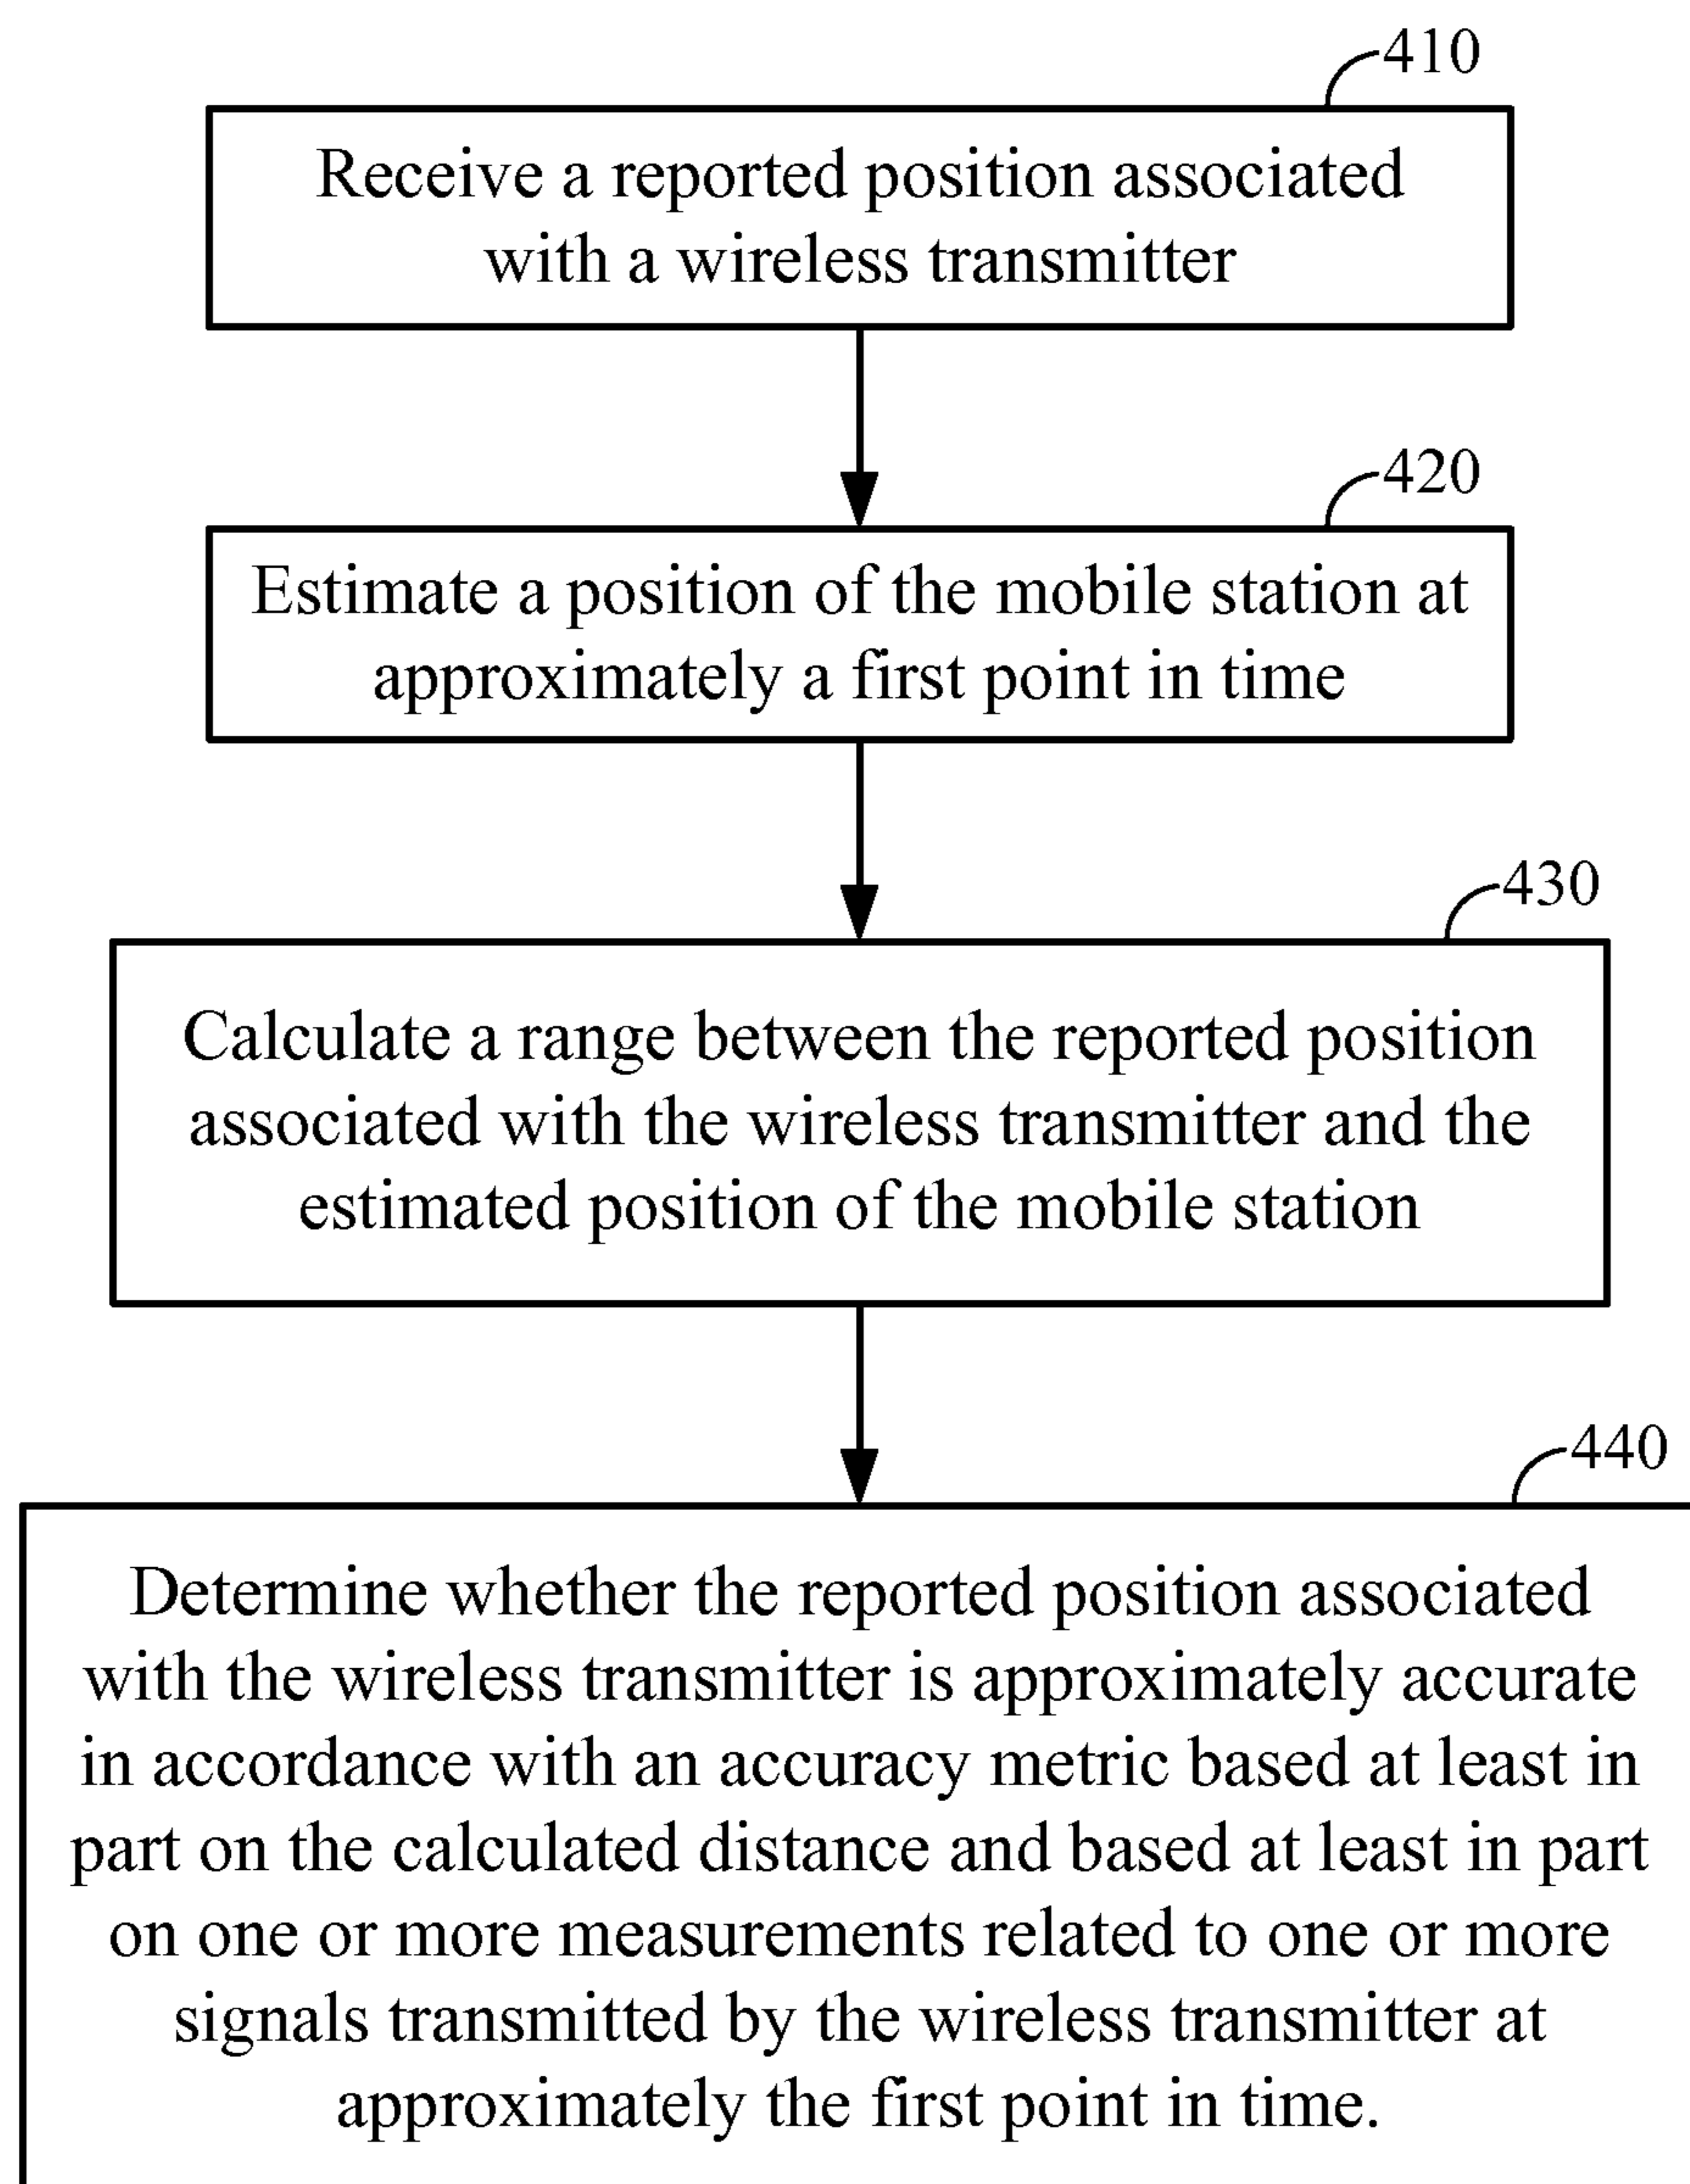 410
Receive a reported position associated
with a wireless transmitter
420
Estimate a position of the mobile station at
approximately a first point in time
430
Calculate a range between the reported position
associated with the wireless transmitter and the
estimated position of the mobile station
440
Determine whether the reported position associated
with the wireless transmitter is approximately accurate
in accordance with an accuracy metric based at least in
part on the calculated distance and based at least in part
on one or more measurements related to one or more
signals transmitted by the wireless transmitter at
approximately the first point in time.